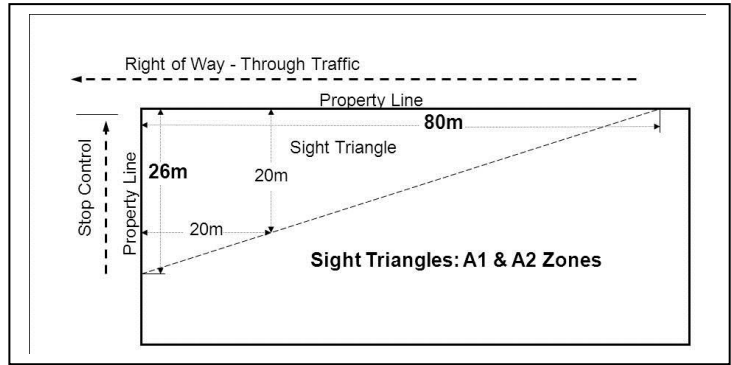 Right of Way - Through Traffic
Property Line
80m
Sight Triangle
Stop Control
Property Line
26m
20m
20m
Sight Triangles: A1 & A2 Zones